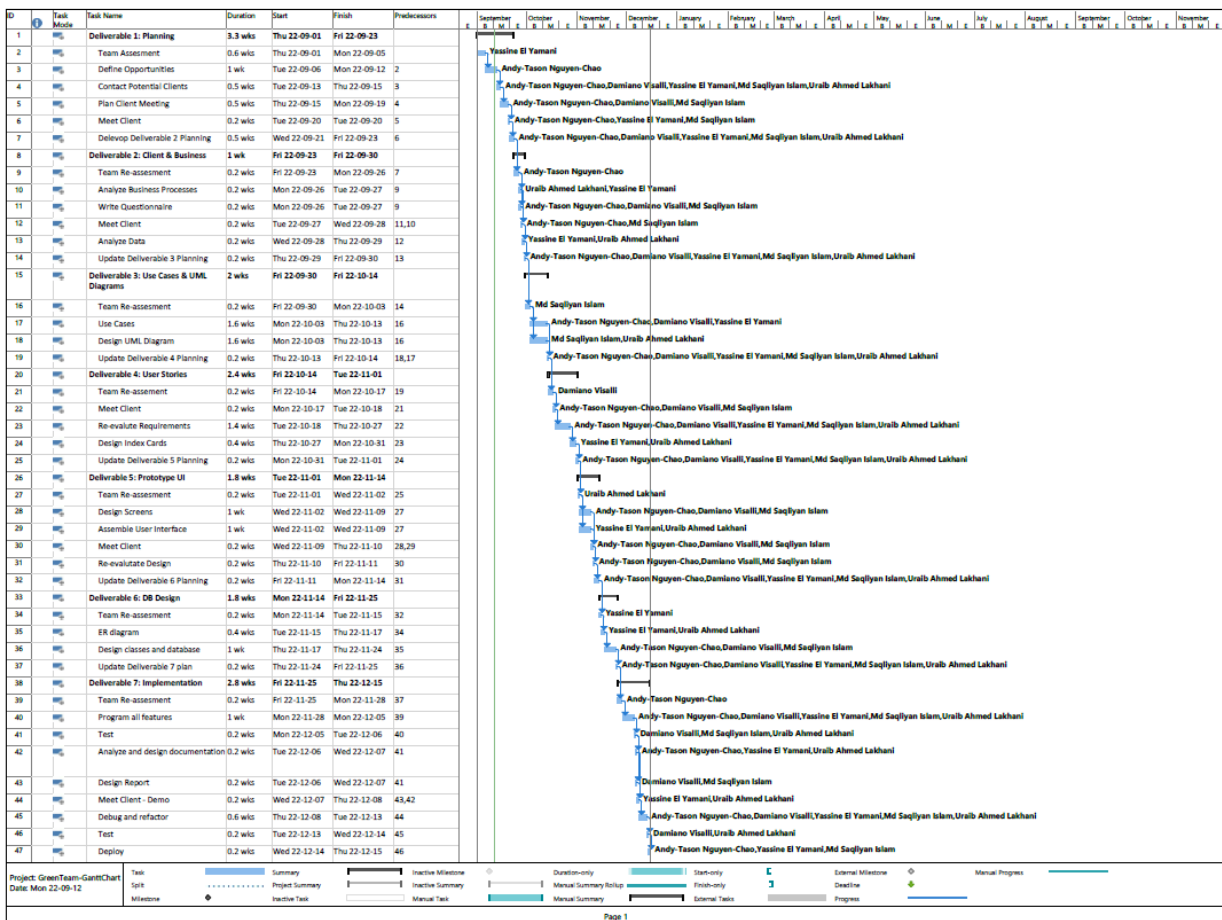 ID Task Mode Task Name Duration Start Finish Predecessors
September October November December January February March April May June July August September October November
E B M E B M E B M E B M E B M E B M E B M E B M E B M E B M E B M E B M E B M E B M E B M E
1 Deliverable 1: Planning 3.3 wks Thu 22-09-01 Fri 22-09-23
2 Team Assesment 0.6 wks Thu 22-09-01 Mon 22-09-05 Yassine El Yamani
3 Define Opportunities 1 wk Tue 22-09-06 Mon 22-09-12 2 Andy-Tason Nguyen-Chao
4 Contact Potential Clients 0.5 wks Tue 22-09-13 Thu 22-09-15 3 Andy-Tason Nguyen-Chao,Damiano Visalli,Yassine El Yamani,Md Saqliyan Islam,Uraib Ahmed Lakhani
5 Plan Client Meeting 0.5 wks Thu 22-09-15 Mon 22-09-19 4 Andy-Tason Nguyen-Chao,Damiano Visalli,Md Saqliyan Islam
6 Meet Client 0.2 wks Tue 22-09-20 Tue 22-09-20 5 Andy-Tason Nguyen-Chao,Yassine El Yamani,Md Saqliyan Islam
7 Delevop Deliverable 2 Planning 0.5 wks Wed 22-09-21 Fri 22-09-23 6 Andy-Tason Nguyen-Chao,Damiano Visalli,Yassine El Yamani,Md Saqliyan Islam,Uraib Ahmed Lakhani
8 Deliverable 2: Client & Business 1 wk Fri 22-09-23 Fri 22-09-30
9 Team Re-assesment 0.2 wks Fri 22-09-23 Mon 22-09-26 7 Andy-Tason Nguyen-Chao
10 Analyze Business Processes 0.2 wks Mon 22-09-26 Tue 22-09-27 9 Uraib Ahmed Lakhani,Yassine El Yamani
11 Write Questionnaire 0.2 wks Mon 22-09-26 Tue 22-09-27 9 Andy-Tason Nguyen-Chao,Damiano Visalli,Md Saqliyan Islam
12 Meet Client 0.2 wks Tue 22-09-27 Wed 22-09-28 11,10 Andy-Tason Nguyen-Chao,Md Saqliyan Islam
13 Analyze Data 0.2 wks Wed 22-09-28 Thu 22-09-29 12 Yassine El Yamani,Uraib Ahmed Lakhani
14 Update Deliverable 3 Planning 0.2 wks Thu 22-09-29 Fri 22-09-30 13 Andy-Tason Nguyen-Chao,Damiano Visalli,Yassine El Yamani,Md Saqliyan Islam,Uraib Ahmed Lakhani
15 Deliverable 3: Use Cases & UML 2 wks Fri 22-09-30 Fri 22-10-14
Diagrams
16 Team Re-assesment 0.2 wks Fri 22-09-30 Mon 22-10-03 14 Md Saqliyan Islam
17 Use Cases 1.6 wks Mon 22-10-03 Thu 22-10-13 16 Andy-Tason Nguyen-Chao,Damiano Visalli,Yassine El Yamani
18 Design UML Diagram 1.6 wks Mon 22-10-03 Thu 22-10-13 16 Md Saqliyan Islam,Uraib Ahmed Lakhani
19 Update Deliverable 4 Planning 0.2 wks Thu 22-10-13 Fri 22-10-14 18,17 Andy-Tason Nguyen-Chao,Damiano Visalli,Yassine El Yamani,Md Saqliyan Islam,Uraib Ahmed Lakhani
20 Deliverable 4: User Stories 2.4 wks Fri 22-10-14 Tue 22-11-01
21 Team Re-assement 0.2 wks Fri 22-10-14 Mon 22-10-17 19 Damiano Visalli
22 Meet Client 0.2 wks Mon 22-10-17 Tue 22-10-18 21 Andy-Tason Nguyen-Chao,Damiano Visalli,Md Saqliyan Islam
23 Re-evalute Requirements 1.4 wks Tue 22-10-18 Thu 22-10-27 22 Andy-Tason Nguyen-Chao,Damiano Visalli,Yassine El Yamani,Md Saqliyan Islam,Uraib Ahmed Lakhani
24 Design Index Cards 0.4 wks Thu 22-10-27 Mon 22-10-31 23 Yassine El Yamani,Uraib Ahmed Lakhani
25 Update Deliverable 5 Planning 0.2 wks Mon 22-10-31 Tue 22-11-01 24 Andy-Tason Nguyen-Chao,Damiano Visalli,Yassine El Yamani,Md Saqliyan Islam,Uraib Ahmed Lakhani
26 Delivrable 5: Prototype UI 1.8 wks Tue 22-11-01 Mon 22-11-14
27 Team Re-assesment 0.2 wks Tue 22-11-01 Wed 22-11-02 25 Uraib Ahmed Lakhani
28 Design Screens 1 wk Wed 22-11-02 Wed 22-11-09 27 Andy-Tason Nguyen-Chao,Damiano Visalli,Md Saqliyan Islam
29 Assemble User Interface 1 wk Wed 22-11-02 Wed 22-11-09 27 Yassine El Yamani,Uraib Ahmed Lakhani
30 Meet Client 0.2 wks Wed 22-11-09 Thu 22-11-10 28,29 Andy-Tason Nguyen-Chao,Damiano Visalli,Md Saqliyan Islam
31 Re-evalutate Design 0.2 wks Thu 22-11-10 Fri 22-11-11 30 Andy-Tason Nguyen-Chao,Damiano Visalli,Md Saqliyan Islam
32 Update Deliverable 6 Planning 0.2 wks Fri 22-11-11 Mon 22-11-14 31 Andy-Tason Nguyen-Chao,Damiano Visalli,Yassine El Yamani,Md Saqliyan Islam,Uraib Ahmed Lakhani
33 Deliverable 6: DB Design 1.8 wks Mon 22-11-14 Fri 22-11-25
34 Team Re-assesment 0.2 wks Mon 22-11-14 Tue 22-11-15 32 Yassine El Yamani
35 ER diagram 0.4 wks Tue 22-11-15 Thu 22-11-17 34 Yassine El Yamani,Uraib Ahmed Lakhani
36 Design classes and database 1 wk Thu 22-11-17 Thu 22-11-24 35 Andy-Tason Nguyen-Chao,Damiano Visalli,Md Saqliyan Islam
37 Update Deliverable 7 plan 0.2 wks Thu 22-11-24 Fri 22-11-25 36 Andy-Tason Nguyen-Chao,Damiano Visalli,Yassine El Yamani,Md Saqliyan Islam,Uraib Ahmed Lakhani
38 Deliverable 7: Implementation 2.8 wks Fri 22-11-25 Thu 22-12-15
39 Team Re-assesment 0.2 wks Fri 22-11-25 Mon 22-11-28 37 Andy-Tason Nguyen-Chao
40 Program all features 1 wk Mon 22-11-28 Mon 22-12-05 39 Andy-Tason Nguyen-Chao,Damiano Visalli,Yassine El Yamani,Md Saqliyan Islam,Uraib Ahmed Lakhani
41 Test 0.2 wks Mon 22-12-05 Tue 22-12-06 40 Damiano Visalli,Md Saqliyan Islam,Uraib Ahmed Lakhani
42 Analyze and design documentation 0.2 wks Tue 22-12-06 Wed 22-12-07 41 Andy-Tason Nguyen-Chao,Yassine El Yamani,Uraib Ahmed Lakhani
43 Design Report 0.2 wks Tue 22-12-06 Wed 22-12-07 41 Damiano Visalli,Md Saqliyan Islam
44 Meet Client - Demo 0.2 wks Wed 22-12-07 Thu 22-12-08 43,42 Yassine El Yamani,Uraib Ahmed Lakhani
45 Debug and refactor 0.6 wks Thu 22-12-08 Tue 22-12-13 44 Andy-Tason Nguyen-Chao,Damiano Visalli,Yassine El Yamani,Md Saqliyan Islam,Uraib Ahmed Lakhani
46 Test 0.2 wks Tue 22-12-13 Wed 22-12-14 45 Damiano Visalli,Uraib Ahmed Lakhani
47 Deploy 0.2 wks Wed 22-12-14 Thu 22-12-15 46 Andy-Tason Nguyen-Chao,Yassine El Yamani,Md Saqliyan Islam
Project: GreenTeam-GanttChart
Date: Mon 22-09-12
Task Summary Inactive Milestone Duration-only Start-only External Milestone Manual Progress
Split Project Summary Inactive Summary Manual Summary Rollup Finish-only Deadline
Milestone Inactive Task Manual Task Manual Summary External Tasks Progress
Page 1